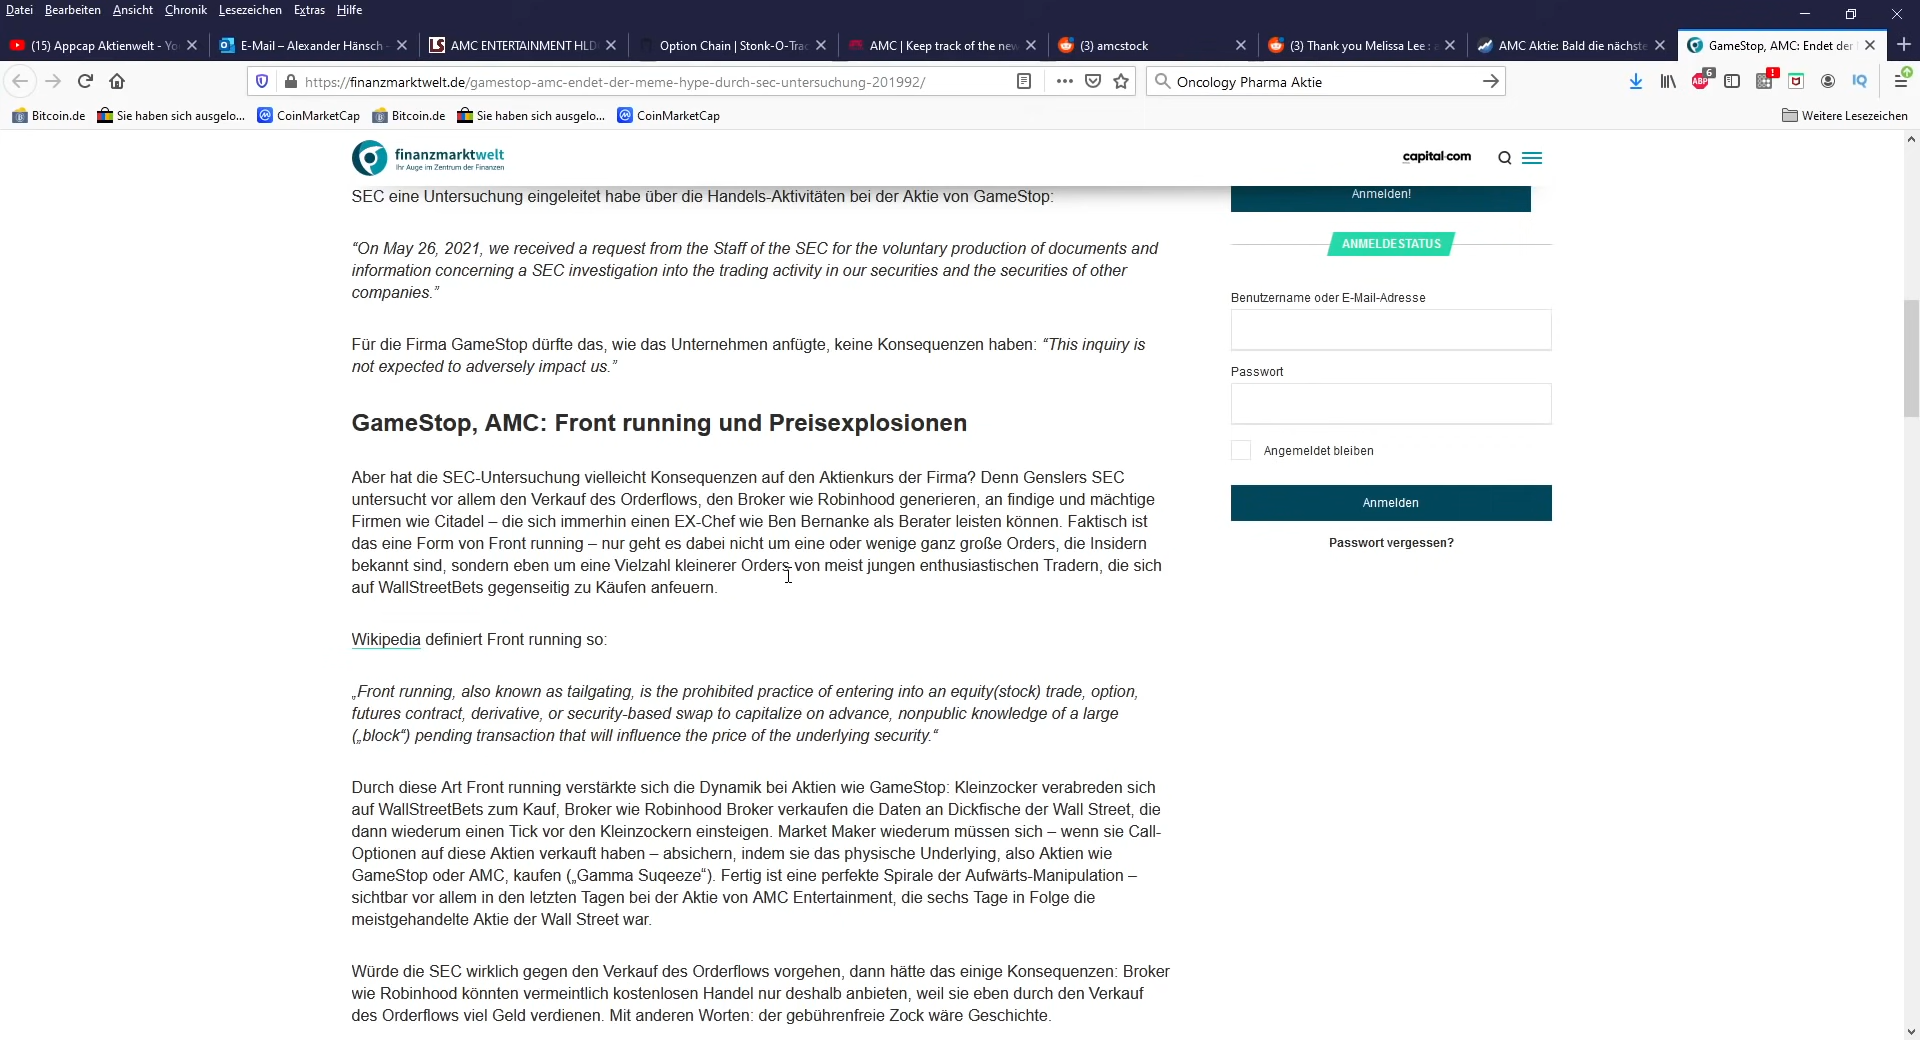 Datei Bearbeiten Ansicht Chronik Lesezeichen Extras Hilfe
(15) Appcap Aktienwelt - Yo
E-Mail – Alexander Hänsch -
AMC ENTERTAINMENT HLD
Option Chain | Stonk-O-Trac
AMC | Keep track of the new
(3) amcstock
(3) Thank you Melissa Lee :
AMC Aktie: Bald die nächste
GameStop, AMC: Endet der
https://finanzmarktwelt.de/gamestop-amc-endet-der-meme-hype-durch-sec-untersuchung-201992/
Oncology Pharma Aktie
ABP 6
!
IQ
Bitcoin.de
Sie haben sich ausgelo...
CoinMarketCap
Bitcoin.de
Sie haben sich ausgelo...
CoinMarketCap
Weitere Lesezeichen
finanzmarktwelt
Ihr Auge im Zentrum der Finanzen
capital.com
SEC eine Untersuchung eingeleitet habe über die Handels-Aktivitäten bei der Aktie von GameStop:
“On May 26, 2021, we received a request from the Staff of the SEC for the voluntary production of documents and
information concerning a SEC investigation into the trading activity in our securities and the securities of other
companies.”
Für die Firma GameStop dürfte das, wie das Unternehmen anfügte, keine Konsequenzen haben: “This inquiry is
not expected to adversely impact us.”
GameStop, AMC: Front running und Preisexplosionen
Aber hat die SEC-Untersuchung vielleicht Konsequenzen auf den Aktienkurs der Firma? Denn Genslers SEC
untersucht vor allem den Verkauf des Orderflows, den Broker wie Robinhood generieren, an findige und mächtige
Firmen wie Citadel – die sich immerhin einen EX-Chef wie Ben Bernanke als Berater leisten können. Faktisch ist
das eine Form von Front running – nur geht es dabei nicht um eine oder wenige ganz große Orders, die Insidern
bekannt sind, sondern eben um eine Vielzahl kleinerer Orders von meist jungen enthusiastischen Tradern, die sich
auf WallStreetBets gegenseitig zu Käufen anfeuern.
Wikipedia definiert Front running so:
„Front running, also known as tailgating, is the prohibited practice of entering into an equity(stock) trade, option,
futures contract, derivative, or security-based swap to capitalize on advance, nonpublic knowledge of a large
(„block“) pending transaction that will influence the price of the underlying security.“
Durch diese Art Front running verstärkte sich die Dynamik bei Aktien wie GameStop: Kleinzocker verabreden sich
auf WallStreetBets zum Kauf, Broker wie Robinhood Broker verkaufen die Daten an Dickfische der Wall Street, die
dann wiederum einen Tick vor den Kleinzockern einsteigen. Market Maker wiederum müssen sich – wenn sie Call-
Optionen auf diese Aktien verkauft haben – absichern, indem sie das physische Underlying, also Aktien wie
GameStop oder AMC, kaufen („Gamma Suqeeze“). Fertig ist eine perfekte Spirale der Aufwärts-Manipulation –
sichtbar vor allem in den letzten Tagen bei der Aktie von AMC Entertainment, die sechs Tage in Folge die
meistgehandelte Aktie der Wall Street war.
Würde die SEC wirklich gegen den Verkauf des Orderflows vorgehen, dann hätte das einige Konsequenzen: Broker
wie Robinhood könnten vermeintlich kostenlosen Handel nur deshalb anbieten, weil sie eben durch den Verkauf
des Orderflows viel Geld verdienen. Mit anderen Worten: der gebührenfreie Zock wäre Geschichte.
Anmelden!
ANMELDESTATUS
Benutzername oder E-Mail-Adresse
Passwort
Angemeldet bleiben
Anmelden
Passwort vergessen?